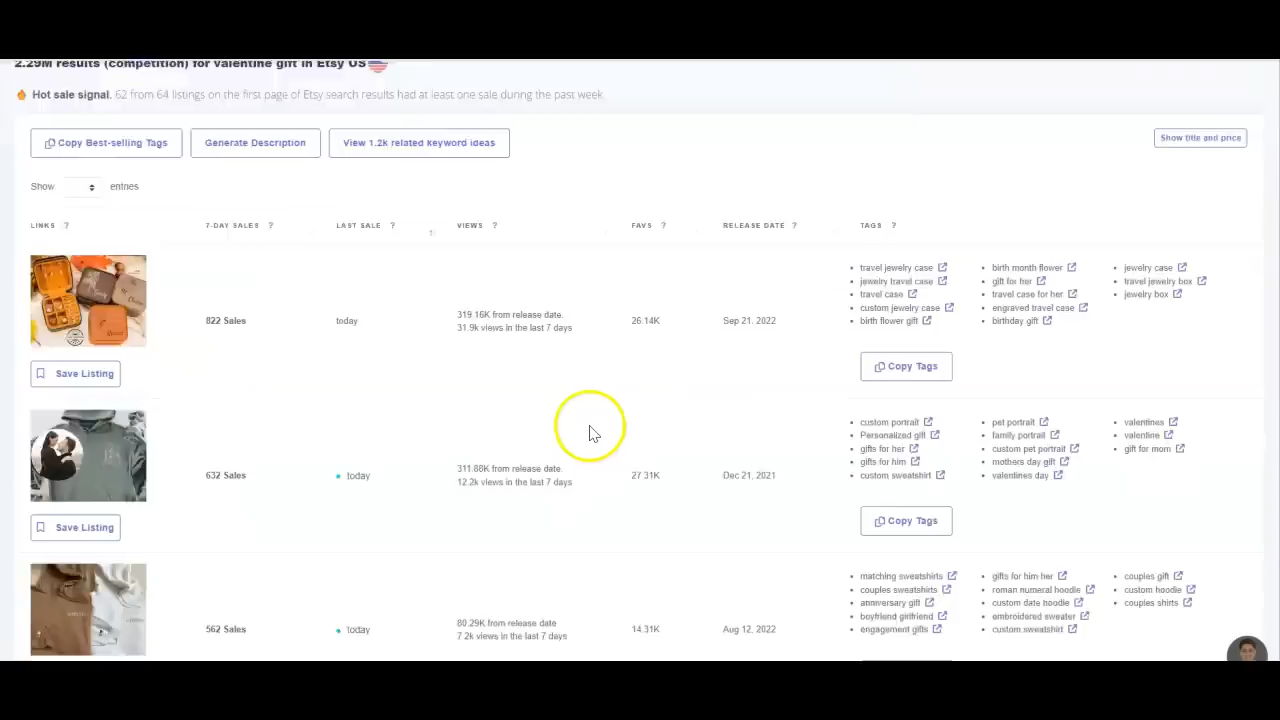 2.29M results (competition) for valentine gift in Etsy US
Hot sale signal. 62 from 64 listings on the first page of Etsy search results had at least one sale during the past week.
Copy Best-selling Tags
Generate Description
View 1.2k related keyword ideas
Show title and price
Show entries
LINKS ? 7-DAY SALES ? LAST SALE ? VIEWS ? FAVS ? RELEASE DATE ? TAGS ?
822 Sales
today
319.16K from release date.
31.9k views in the last 7 days
26.14K
Sep 21, 2022
travel jewelry case
jewelry travel case
travel case
custom jewelry case
birth flower gift
birth month flower
gift for her
travel case for her
engraved travel case
birthday gift
jewelry case
travel jewelry box
jewelry box
Save Listing
Copy Tags
632 Sales
today
311.88K from release date.
12.2k views in the last 7 days
27.31K
Dec 21, 2021
custom portrait
Personalized gift
gifts for her
gifts for him
custom sweatshirt
pet portrait
family portrait
custom pet portrait
mothers day gift
valentines day
valentines
valentine
gift for mom
Save Listing
Copy Tags
562 Sales
today
80.29K from release date
7.2k views in the last 7 days
14.31K
Aug 12, 2022
matching sweatshirts
couples sweatshirts
anniversary gift
boyfriend girlfriend
engagement gifts
gifts for him her
roman numeral hoodie
custom date hoodie
embroidered sweater
custom sweatshirt
couples gift
custom hoodie
couples shirts